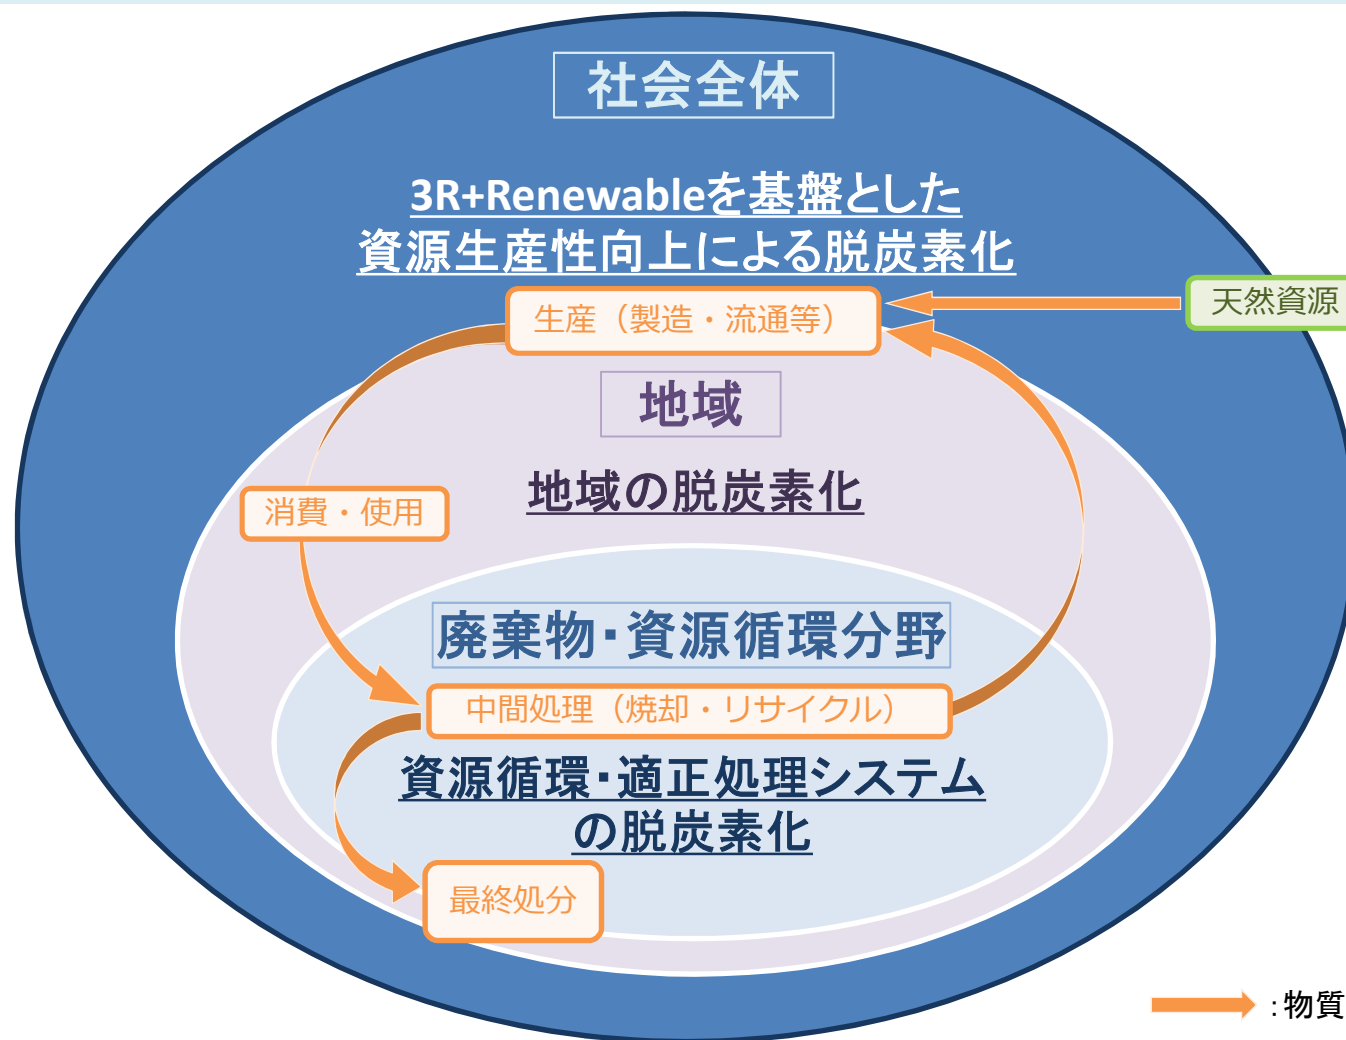 社会全体
3R+Renewableを基盤とした
資源生産性向上による脱炭素化
天然資源
生産（製造・流通等）
地域
地域の脱炭素化
消費・使用
廃棄物・資源循環分野
中間処理（焼却・リサイクル）
資源循環・適正処理システム
の脱炭素化
最終処分
：物質